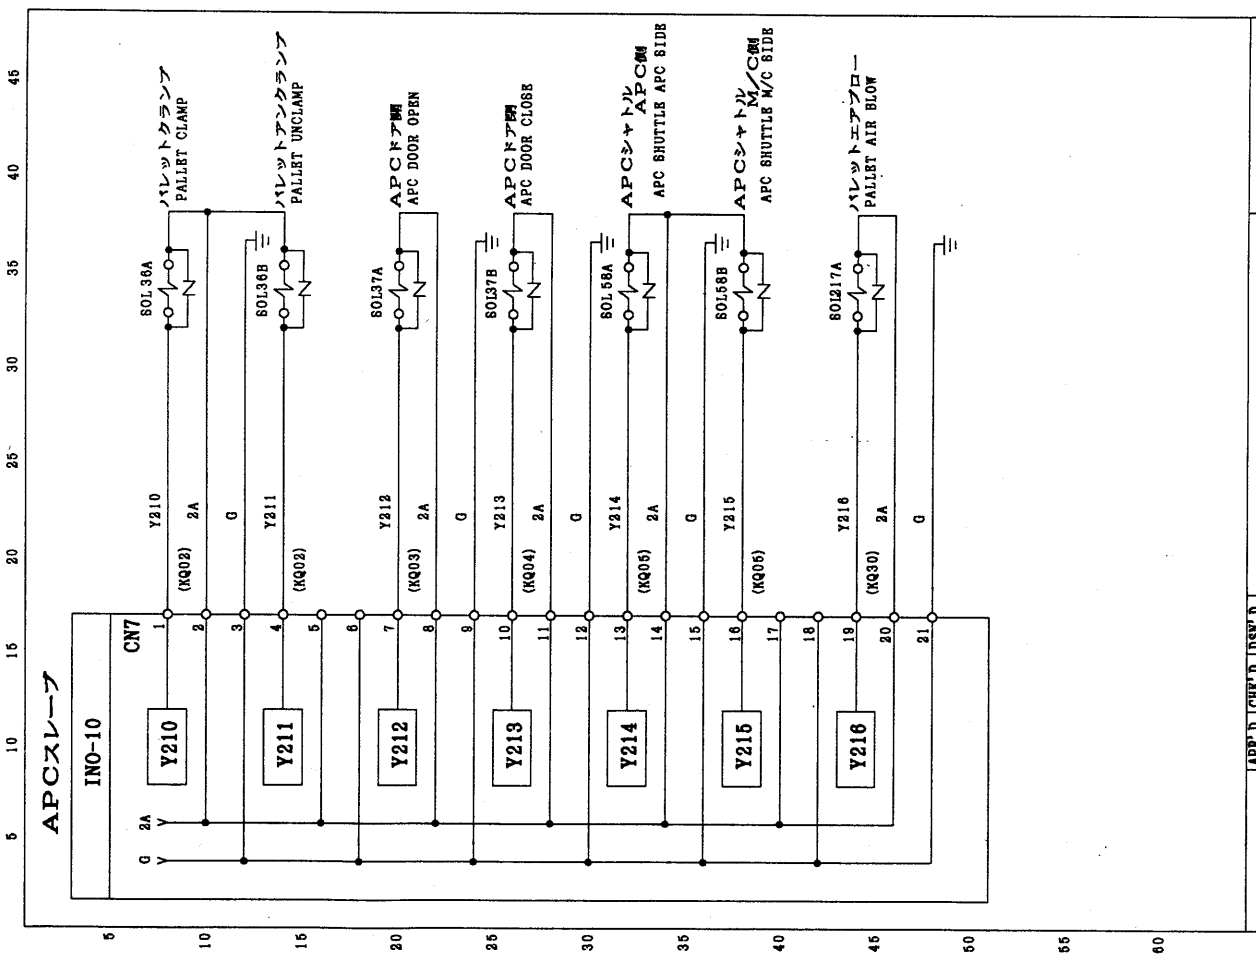 APCスレーブ
INO-10
CN7
G
2A
Y210
Y211
Y212
Y213
Y214
Y215
Y216
1
2
3
4
5
6
7
8
9
10
11
12
13
14
15
16
17
18
19
20
21
Y210
(KQ02)
2A
G
Y211
(KQ02)
Y212
(KQ03)
2A
G
Y213
(KQ04)
2A
G
Y214
(KQ05)
2A
G
Y215
(KQ05)
Y216
(KQ30)
2A
G
SOL36A
SOL36B
SOL37A
SOL37B
SOL58A
SOL58B
SOL217A
パレットクランプ
PALLET CLAMP
パレットアンクランプ
PALLET UNCLAMP
APCドア開
APC DOOR OPEN
APCドア閉
APC DOOR CLOSE
APCシャトル
APC側
APC SHUTTLE APC SIDE
APCシャトル
M/C側
APC SHUTTLE M/C SIDE
パレットエアブロー
PALLET AIR BLOW
5
10
15
20
25
30
35
40
45
5
10
15
20
25
30
35
40
45
50
55
60